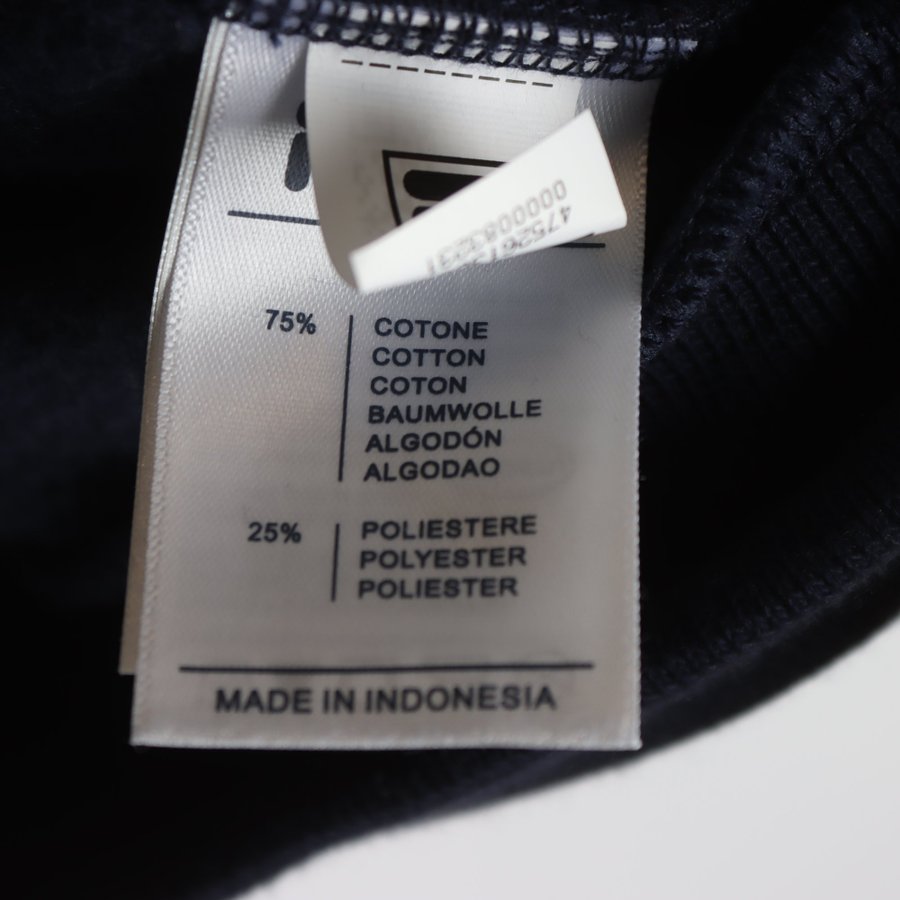 75%
COTONE
COTTON
COTON
BAUMWOLLE
ALGODÓN
ALGODAO
25%
POLIESTERE
POLYESTER
POLIESTER
MADE IN INDONESIA